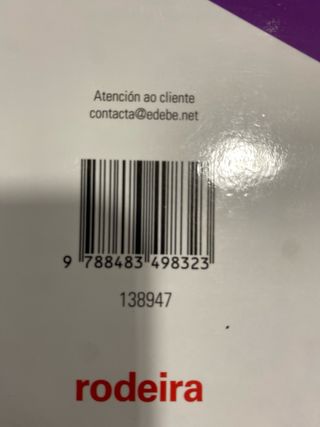 Atención ao cliente
contacta@edebe.net
9 788483 498323
138947
rodeira